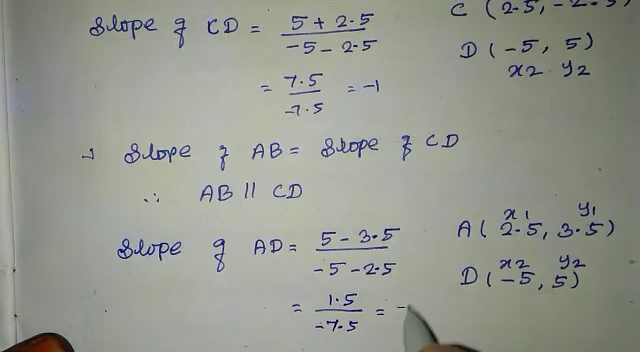 Slope of CD = 5 + 2.5 / -5 - 2.5
C (2.5, -2.5)
D (-5, 5)
x2 y2
= 7.5 / -7.5 = -1
Slope of AB = Slope of CD
∴ AB || CD
Slope of AD = 5 - 3.5 / -5 - 2.5
x1 y1
A (2.5, 3.5)
x2 y2
D (-5, 5)
= 1.5 / -7.5 = -